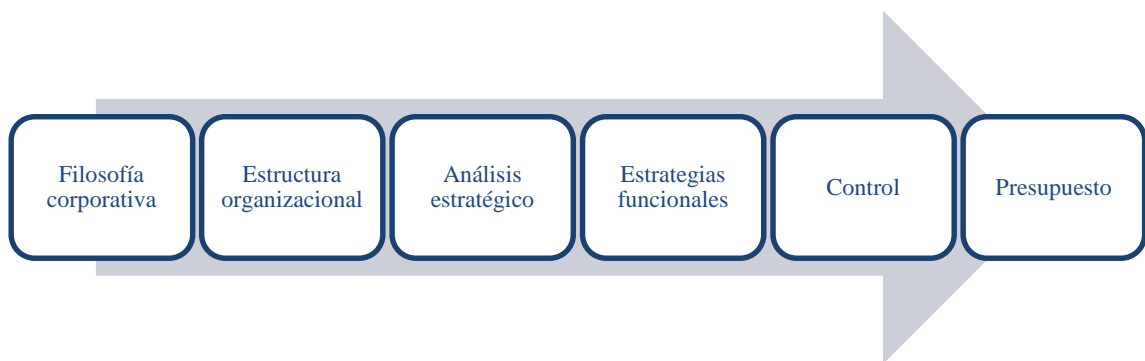 Filosofía
corporativa
Estructura
organizacional
Análisis
estratégico
Estrategias
funcionales
Control
Presupuesto